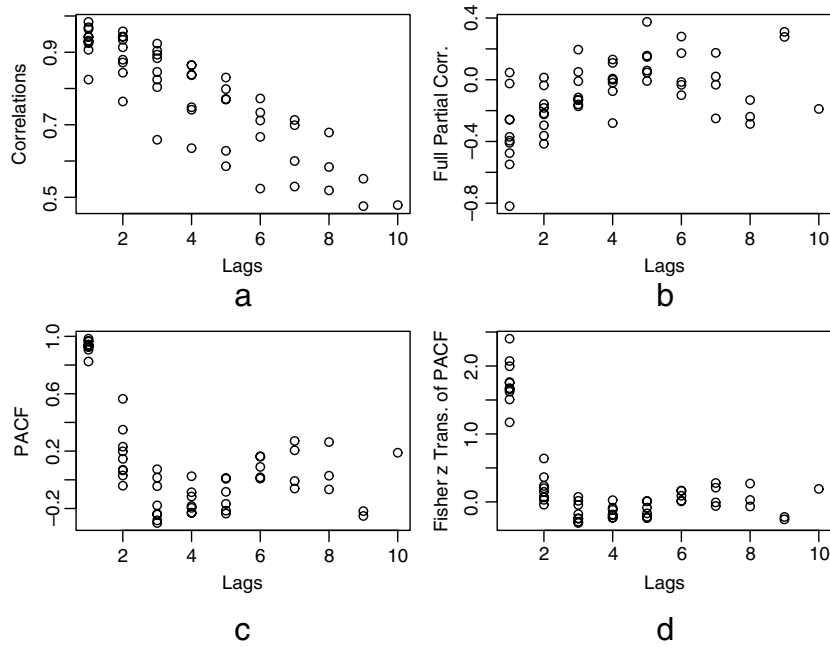 Correlations
0.5 0.7 0.9
2 4 6 8 10
Lags
a
Full Partial Corr.
−0.8 −0.4 0.0 0.4
2 4 6 8 10
Lags
b
PACF
−0.2 0.2 0.6 1.0
2 4 6 8 10
Lags
c
Fisher z Trans. of PACF
0.0 1.0 2.0
2 4 6 8 10
Lags
d